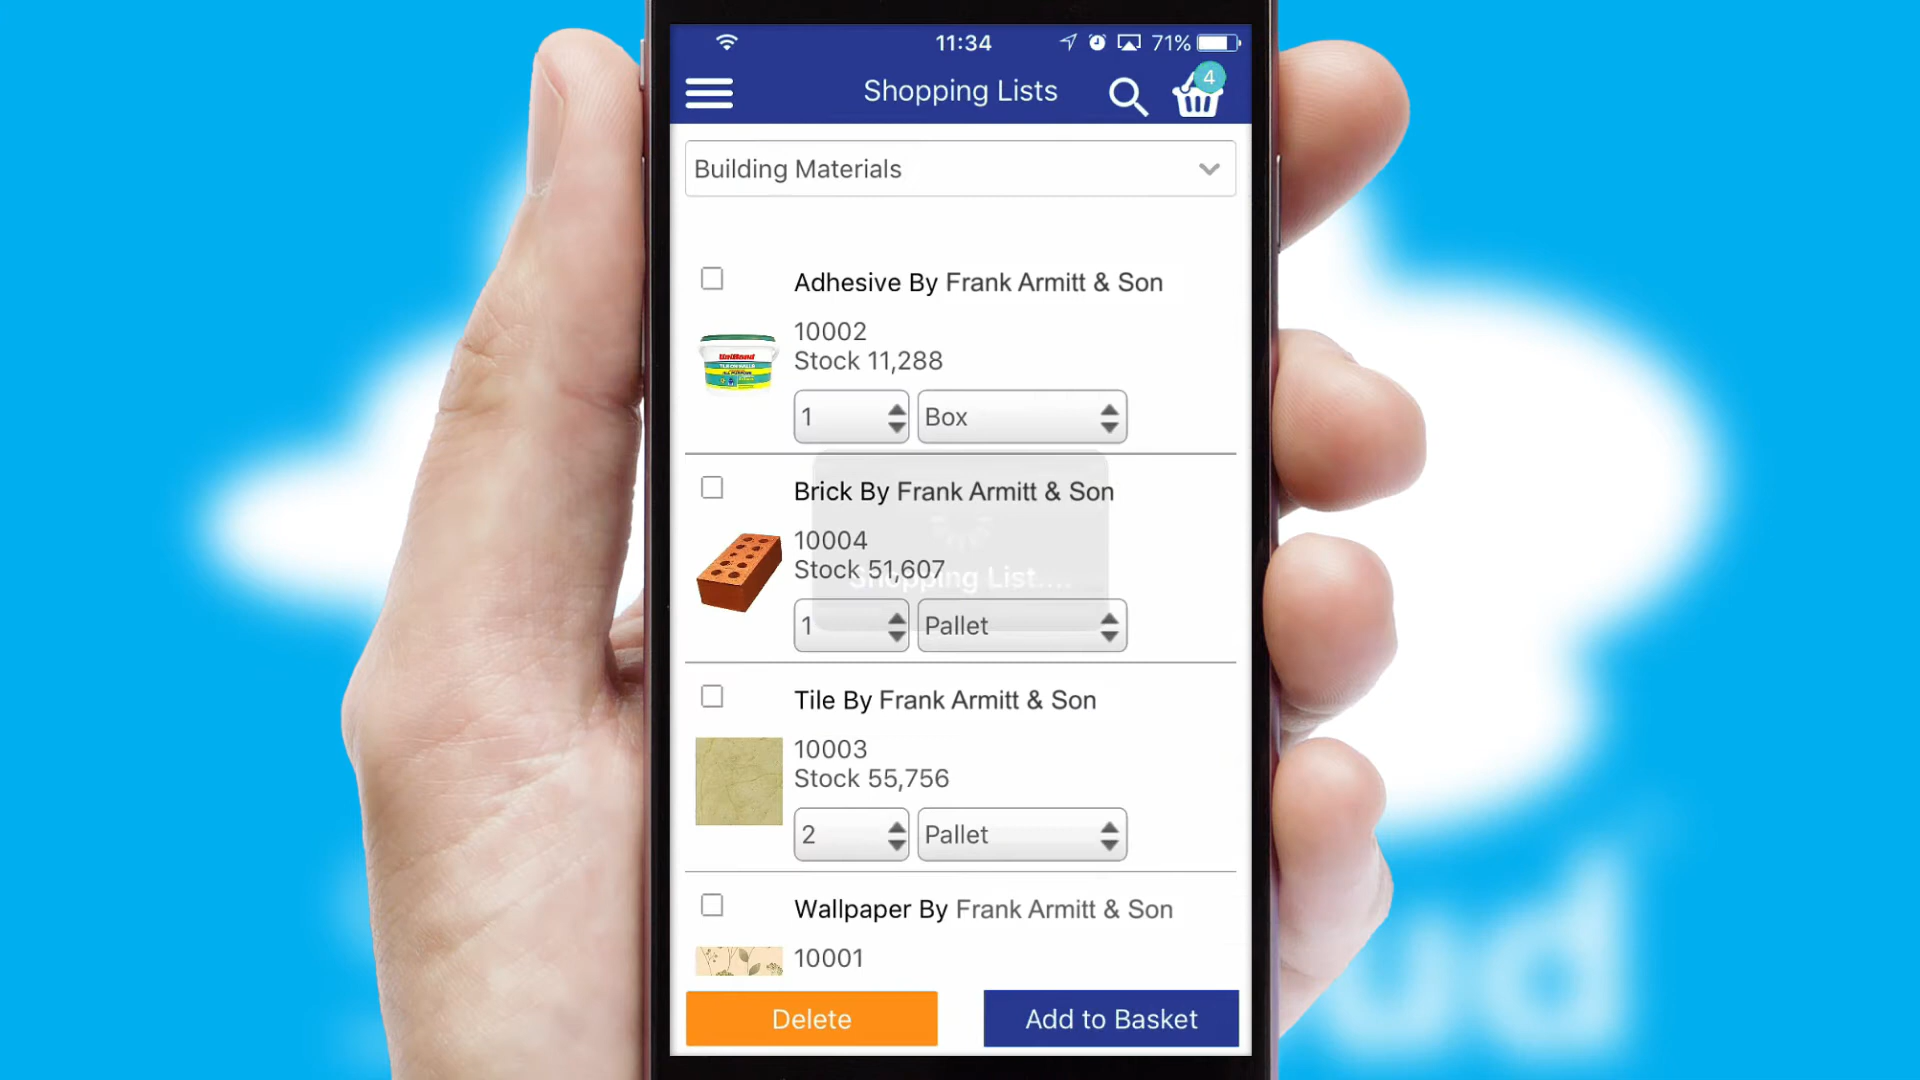 11:34
71%
Shopping Lists
4
Building Materials
Adhesive By Frank Armitt & Son
UniBond
10002
Stock 11,288
1
Box
Brick By Frank Armitt & Son
10004
Stock 51,607
Shopping List....
1
Pallet
Tile By Frank Armitt & Son
10003
Stock 55,756
2
Pallet
Wallpaper By Frank Armitt & Son
10001
Delete
Add to Basket
ud